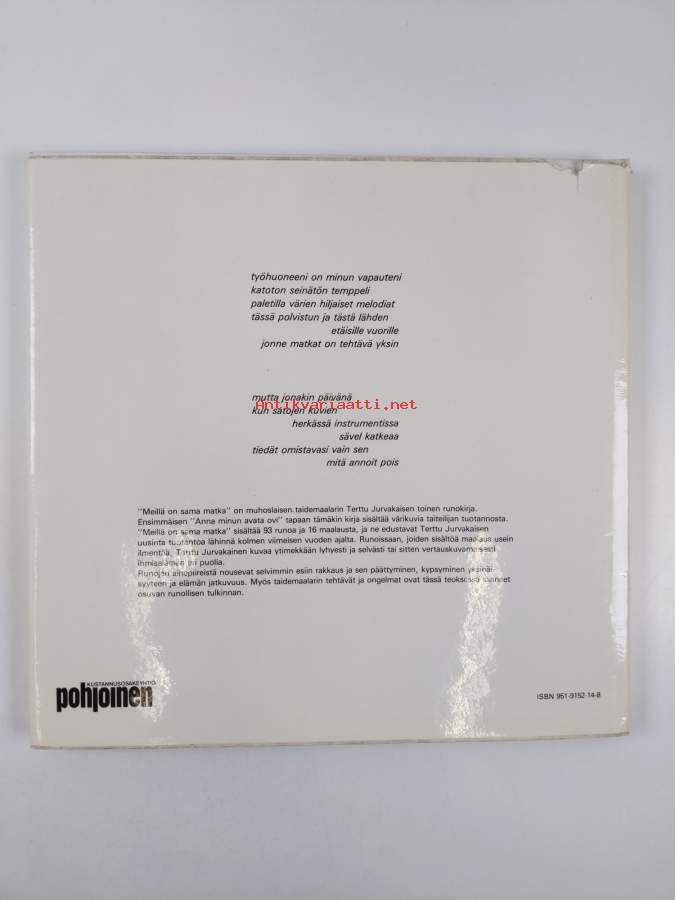 työhuoneeni on minun vapauteni
katoton seinätön temppeli
paletilla värien hiljaiset melodiat
tässä polvistun ja tästä lähden
etäisille vuorille
jonne matkat on tehtävä yksin
mutta jonakin päivänä
Antikvariaatti.net
kun satojen kuvien
herkässä instrumentissa
sävel katkeaa
tiedät omistavasi vain sen
mitä annoit pois
"Meillä on sama matka" on muhoslaisen taidemaalarin Terttu Jurvakaisen toinen runokirja.
Ensimmäisen "Anna minun avata ovi" tapaan tämäkin kirja sisältää värikuvia taiteilijan tuotannosta.
"Meillä on sama matka" sisältää 93 runoa ja 16 maalausta, ja ne edustavat Terttu Jurvakaisen
uusinta tuotantoa lähinnä kolmen viimeisen vuoden ajalta. Runoissaan, joiden sisältöä maalaus usein
ilmentää, Terttu Jurvakainen kuvaa ytimekkään lyhyesti ja selvästi tai sitten vertauskuvamaisesti
ihmiselämän eri puolia.
Runojen aihepiireistä nousevat selvimmin esiin rakkaus ja sen päättyminen, kypsyminen yksinäi-
syyteen ja elämän jatkuvuus. Myös taidemaalarin tehtävät ja ongelmat ovat tässä teoksessa saaneet
osuvan runollisen tulkinnan.
KUSTANNUSOSAKEYHTIÖ
pohjoinen
ISBN 951-9152-14-8